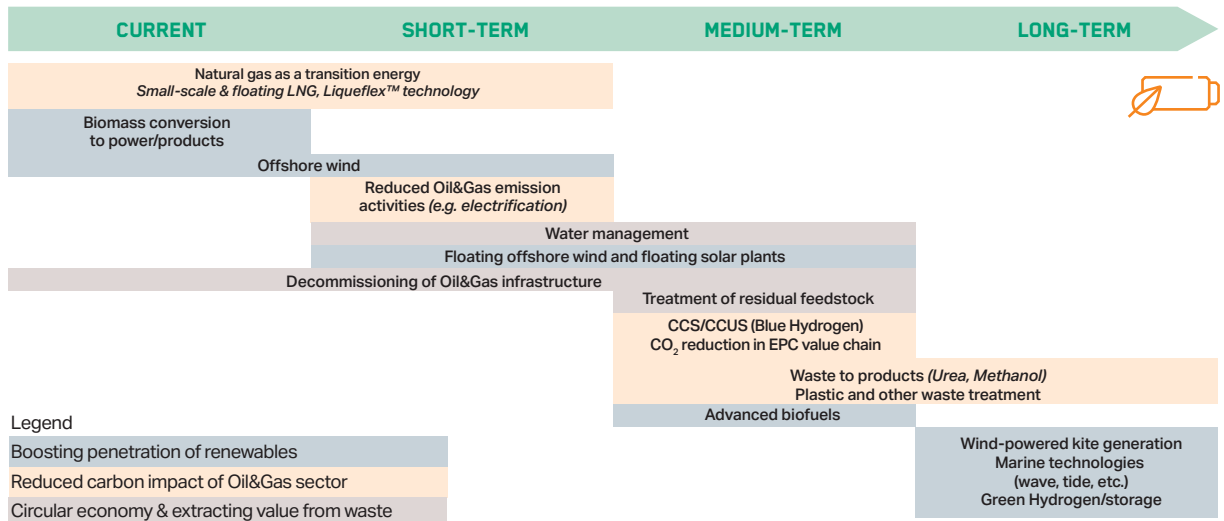 CURRENT
SHORT-TERM
MEDIUM-TERM
LONG-TERM
Natural gas as a transition energy
Small-scale & floating LNG, Liqueflex™ technology
Biomass conversion
to power/products
Offshore wind
Reduced Oil&Gas emission
activities (e.g. electrification)
Water management
Floating offshore wind and floating solar plants
Decommissioning of Oil&Gas infrastructure
Treatment of residual feedstock
CCS/CCUS (Blue Hydrogen)
CO₂ reduction in EPC value chain
Waste to products (Urea, Methanol)
Plastic and other waste treatment
Advanced biofuels
Wind-powered kite generation
Marine technologies
(wave, tide, etc.)
Green Hydrogen/storage
Legend
Boosting penetration of renewables
Reduced carbon impact of Oil&Gas sector
Circular economy & extracting value from waste